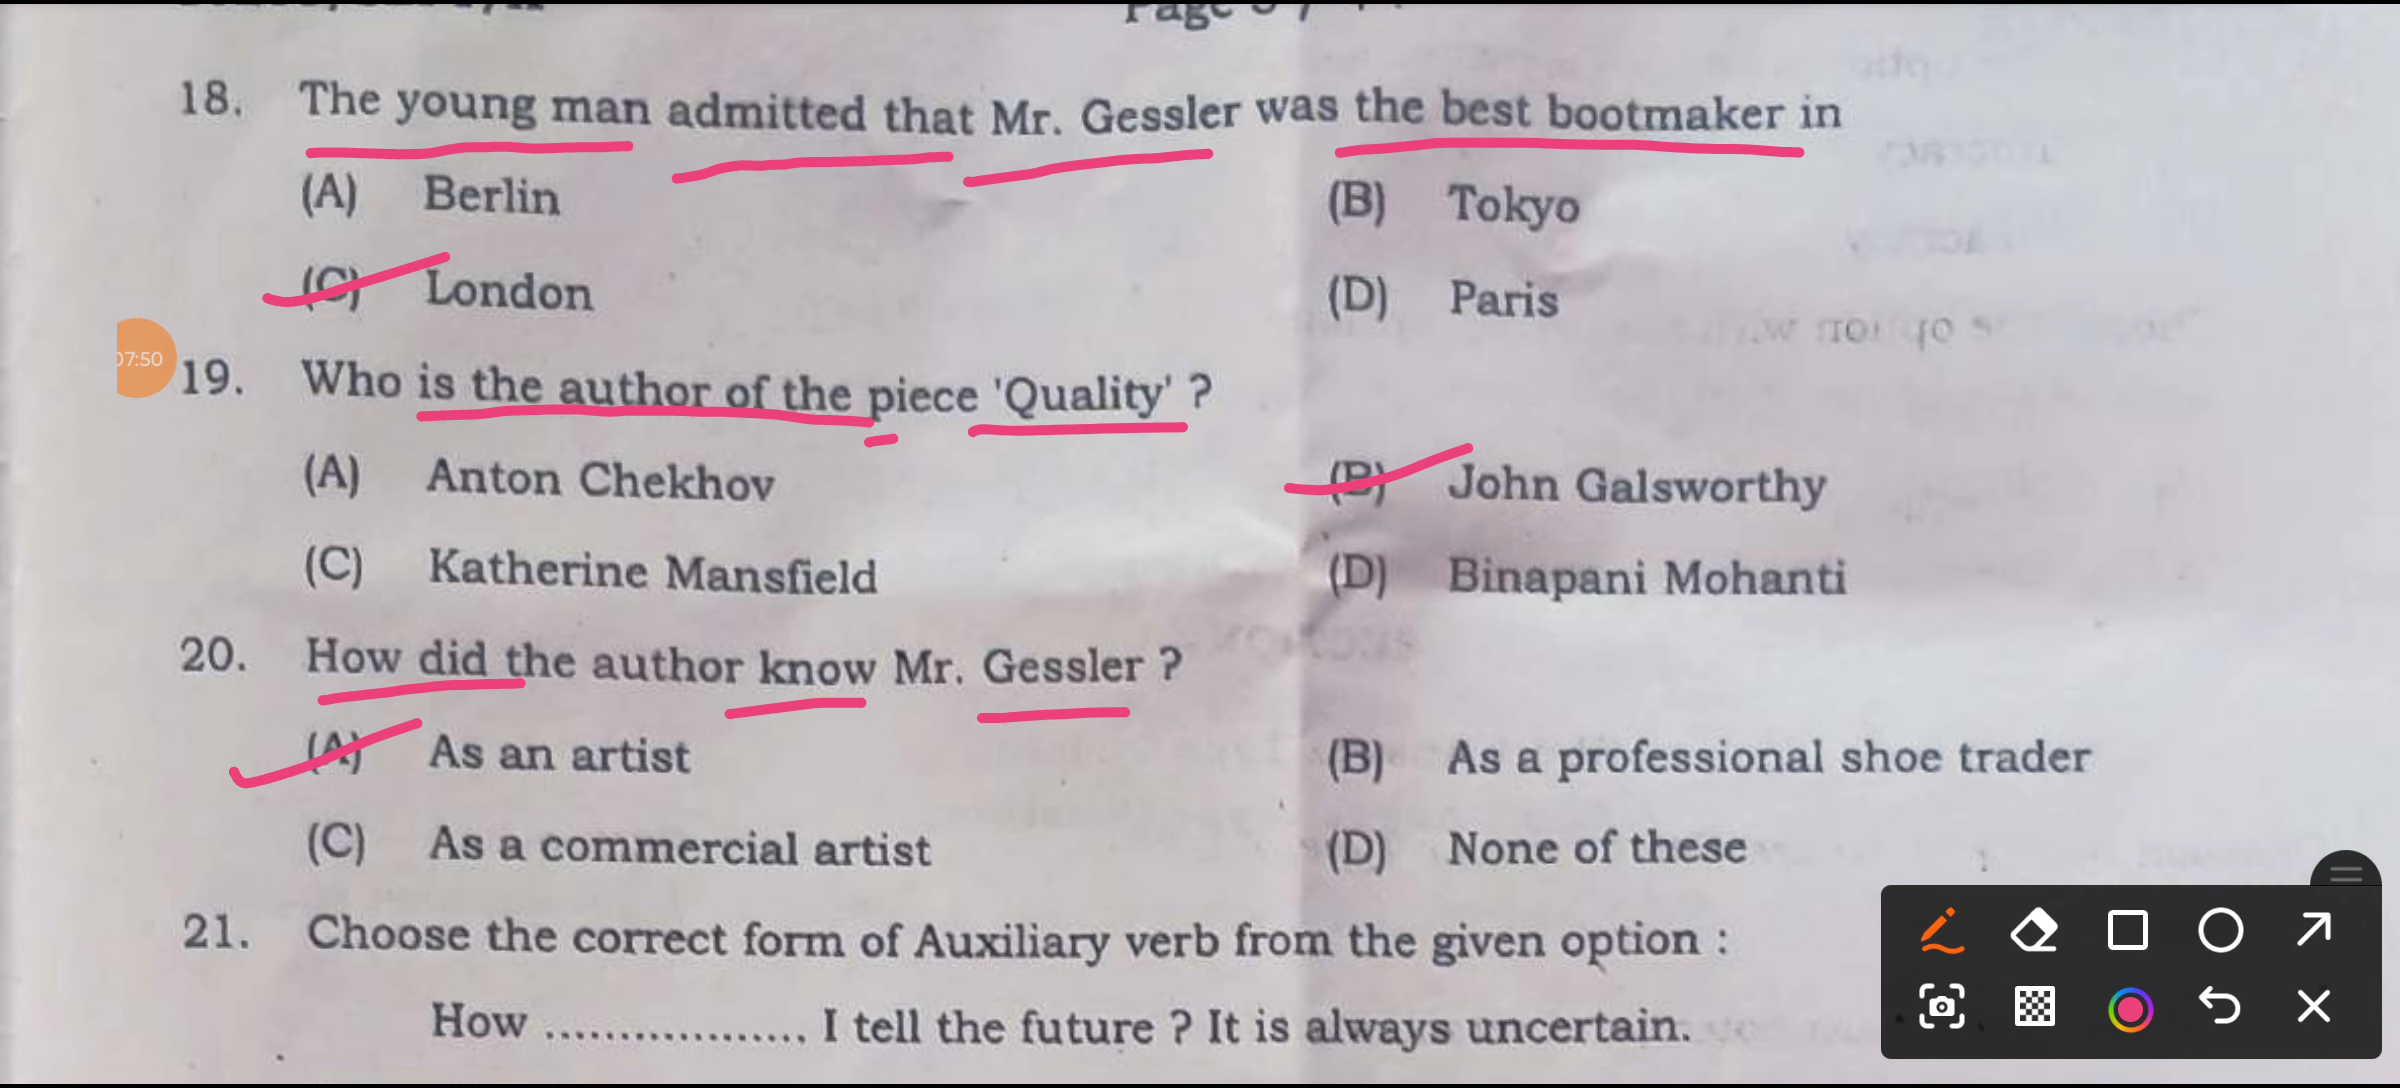 Page
18. The young man admitted that Mr. Gessler was the best bootmaker in
(A) Berlin (B) Tokyo
(C) London (D) Paris
07:50
19. Who is the author of the piece 'Quality' ?
(A) Anton Chekhov (B) John Galsworthy
(C) Katherine Mansfield (D) Binapani Mohanti
20. How did the author know Mr. Gessler ?
(A) As an artist (B) As a professional shoe trader
(C) As a commercial artist (D) None of these
21. Choose the correct form of Auxiliary verb from the given option :
How .................. I tell the future ? It is always uncertain.